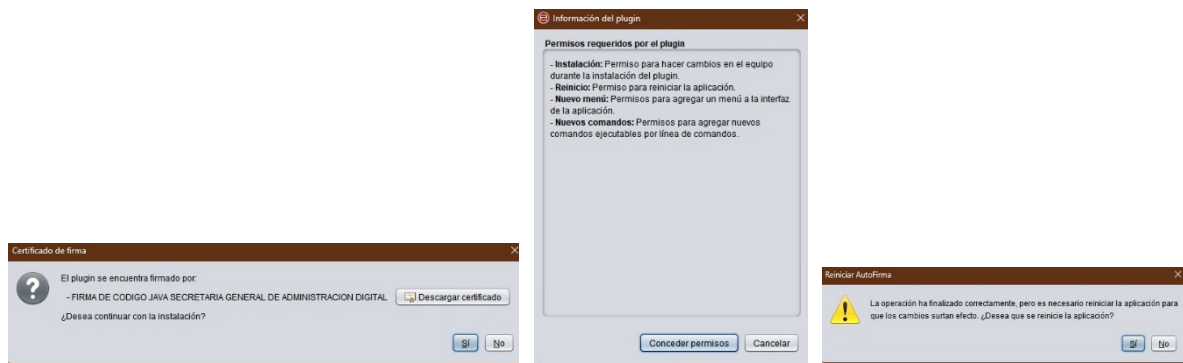 Certificado de firma
El plugin se encuentra firmado por:
- FIRMA DE CODIGO JAVA SECRETARIA GENERAL DE ADMINISTRACION DIGITAL
Descargar certificado
¿Desea continuar con la instalación?
Sí
No
Información del plugin
Permisos requeridos por el plugin
- Instalación: Permiso para hacer cambios en el equipo
durante la instalación del plugin.
- Reinicio: Permiso para reiniciar la aplicación.
- Nuevo menú: Permisos para agregar un menú a la interfaz
de la aplicación.
- Nuevos comandos: Permisos para agregar nuevos
comandos ejecutables por línea de comandos.
Conceder permisos
Cancelar
Reiniciar AutoFirma
La operación ha finalizado correctamente, pero es necesario reiniciar la aplicación para
que los cambios surtan efecto. ¿Desea que se reinicie la aplicación?
Sí
No